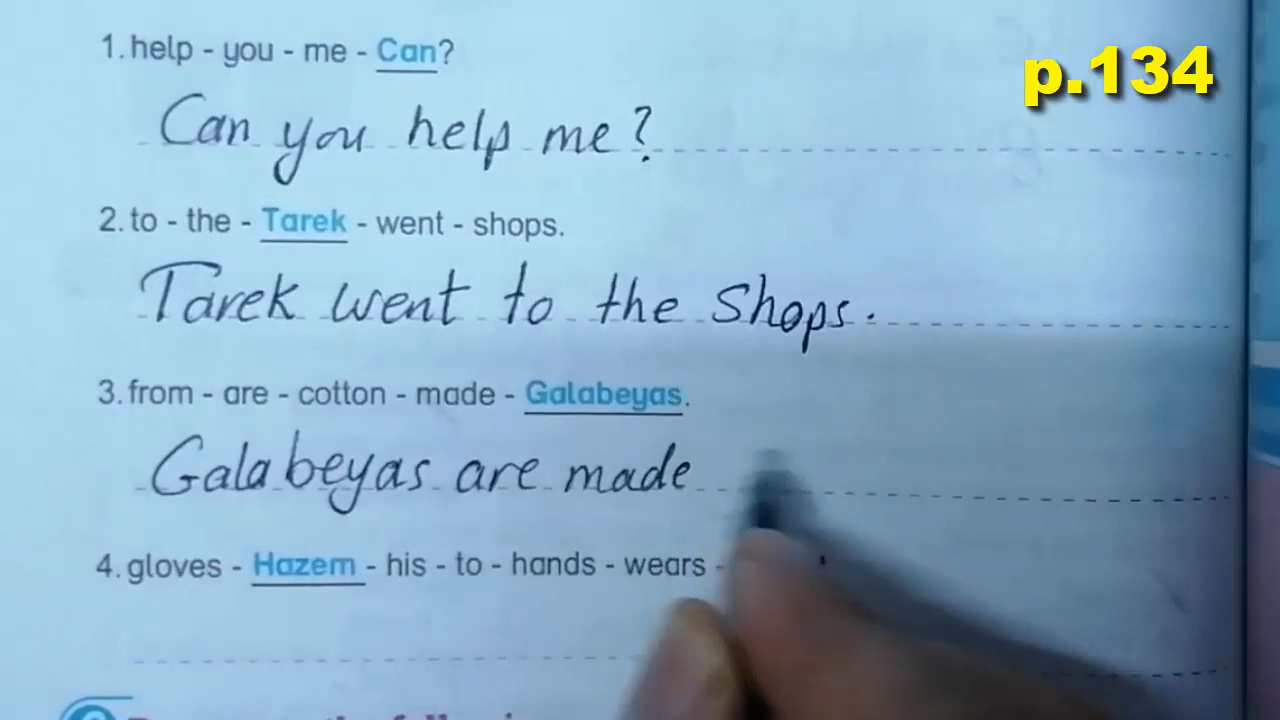 1. help - you - me - Can?
p.134
Can you help me?
2. to - the - Tarek - went - shops.
Tarek went to the shops.
3. from - are - cotton - made - Galabeyas.
Galabeyas are made
4. gloves - Hazem - his - to - hands - wears -